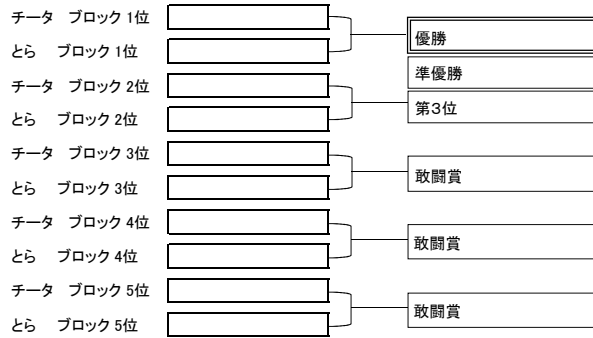 チータ ブロック 1位
優勝
とら ブロック 1位
準優勝
チータ ブロック 2位
第3位
とら ブロック 2位
チータ ブロック 3位
敢闘賞
とら ブロック 3位
チータ ブロック 4位
敢闘賞
とら ブロック 4位
チータ ブロック 5位
敢闘賞
とら ブロック 5位